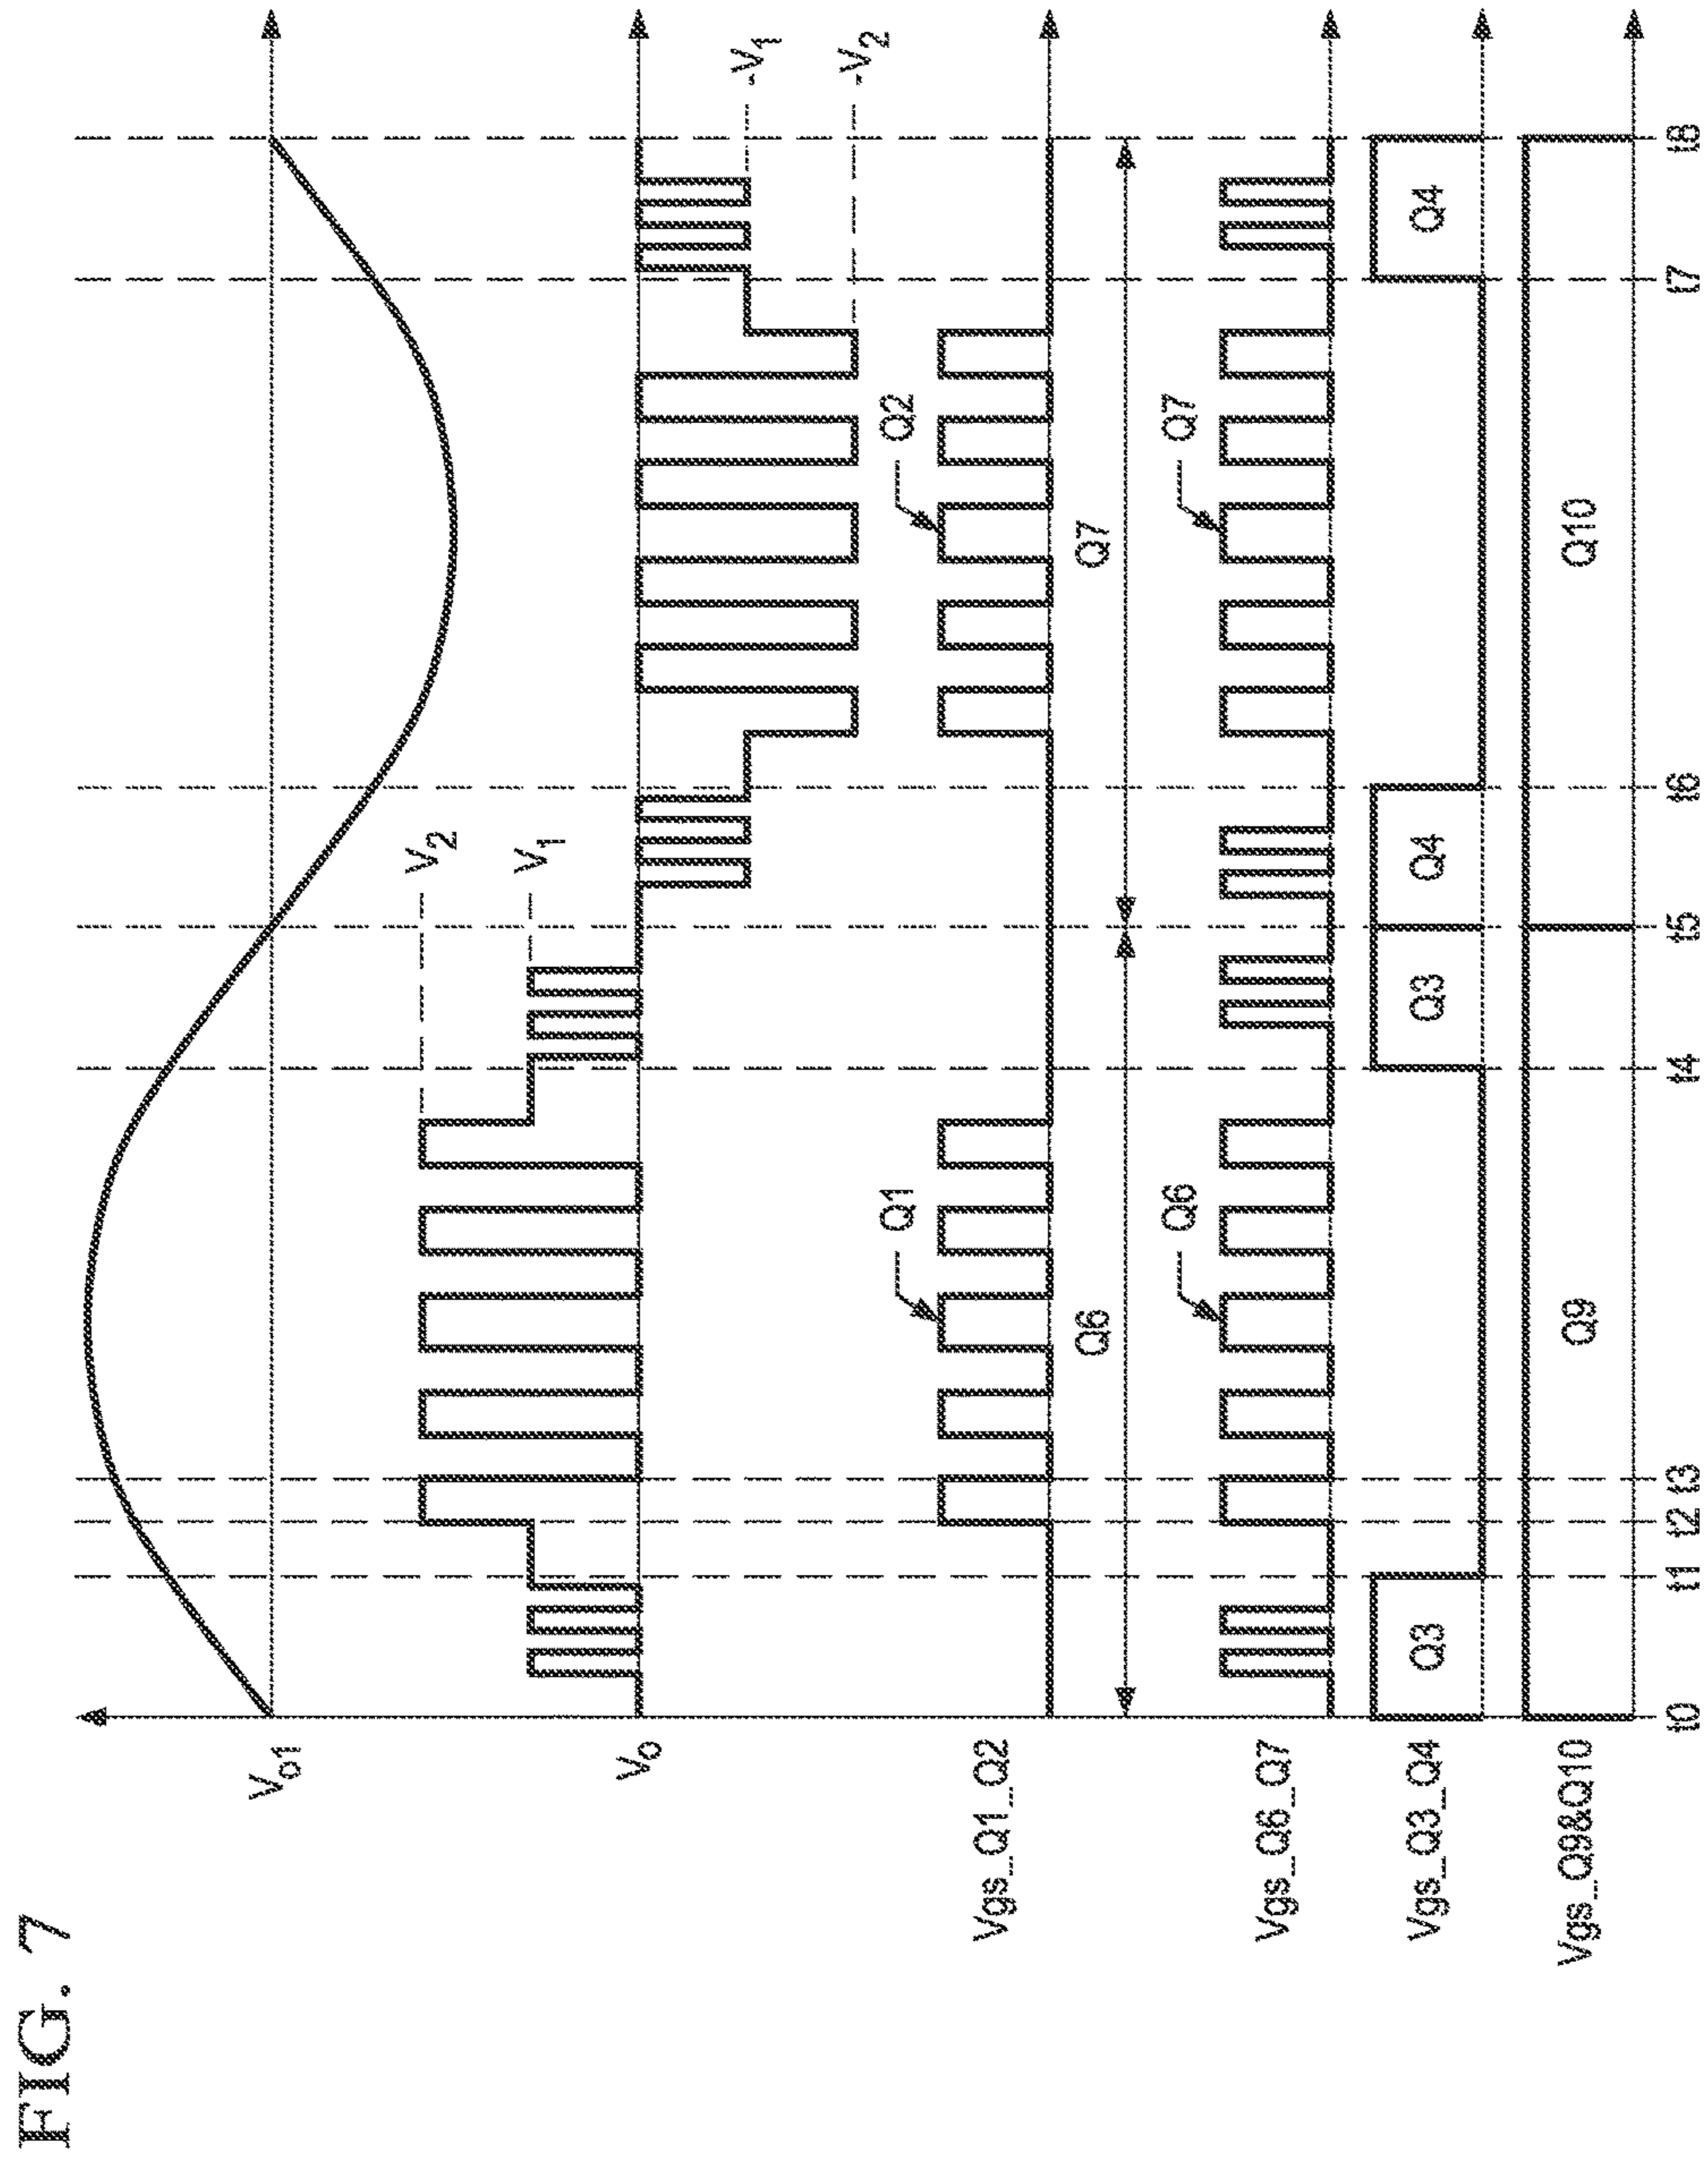 FIG. 7
Vo1
Vo
V2
V1
-V1
-V2
Vgs_Q1_Q2
Q1
Q2
Q6
Q7
Vgs_Q6_Q7
Q6
Q7
Vgs_Q3_Q4
Q3
Q3
Q4
Q4
Vgs_Q9&Q10
Q9
Q10
t0
t1
t2
t3
t4
t5
t6
t7
t8